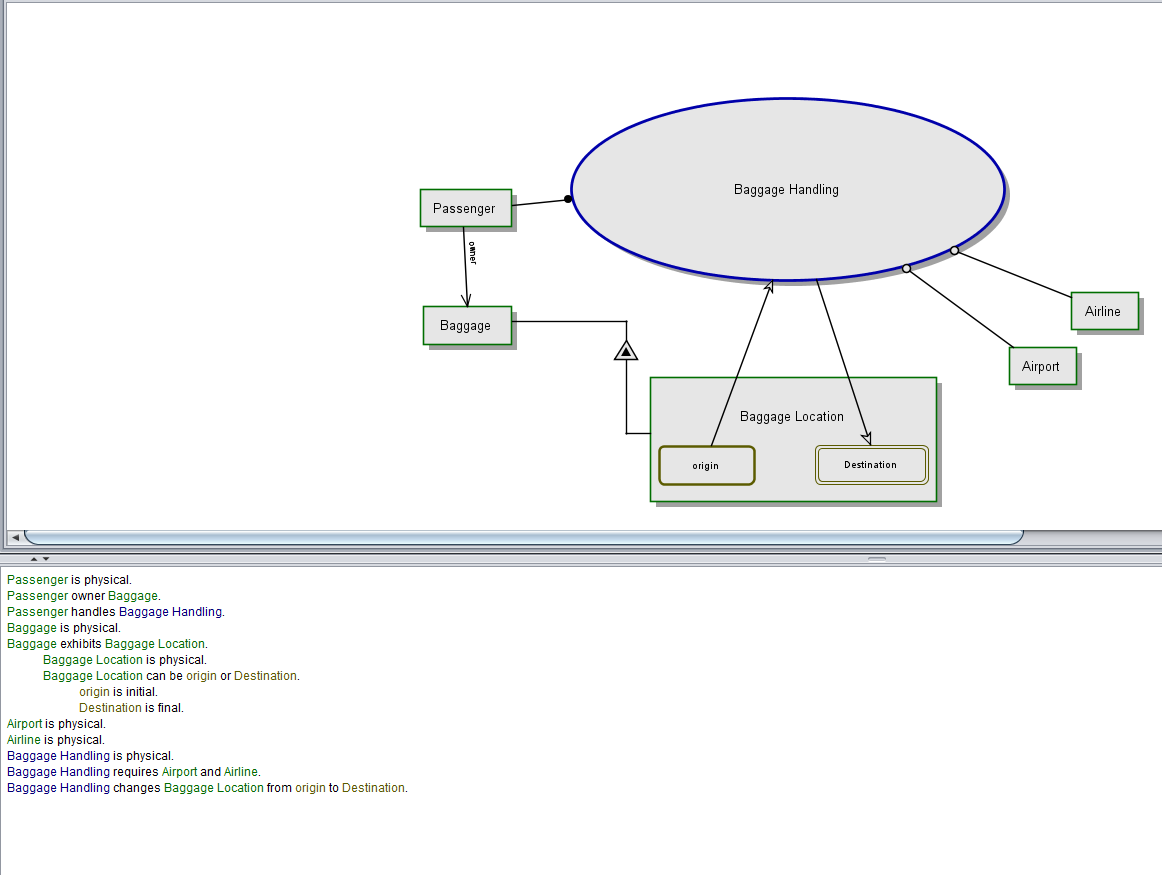 Baggage Handling
Passenger
owner
Airline
Baggage
Airport
Baggage Location
origin
Destination
Passenger is physical.
Passenger owner Baggage.
Passenger handles Baggage Handling.
Baggage is physical.
Baggage exhibits Baggage Location.
Baggage Location is physical.
Baggage Location can be origin or Destination.
origin is initial.
Destination is final.
Airport is physical.
Airline is physical.
Baggage Handling is physical.
Baggage Handling requires Airport and Airline.
Baggage Handling changes Baggage Location from origin to Destination.